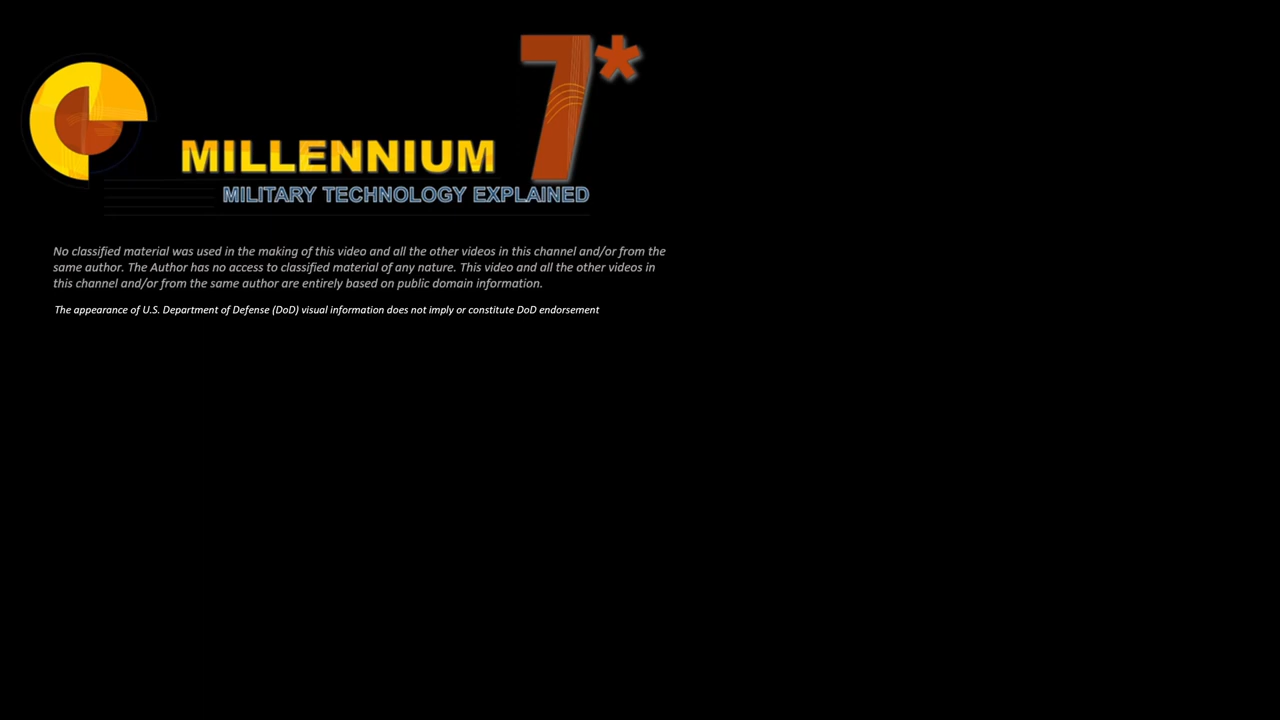 7*
MILLENNIUM
MILITARY TECHNOLOGY EXPLAINED
No classified material was used in the making of this video and all the other videos in this channel and/or from the
same author. The Author has no access to classified material of any nature. This video and all the other videos in
this channel and/or from the same author are entirely based on public domain information.
The appearance of U.S. Department of Defense (DoD) visual information does not imply or constitute DoD endorsement